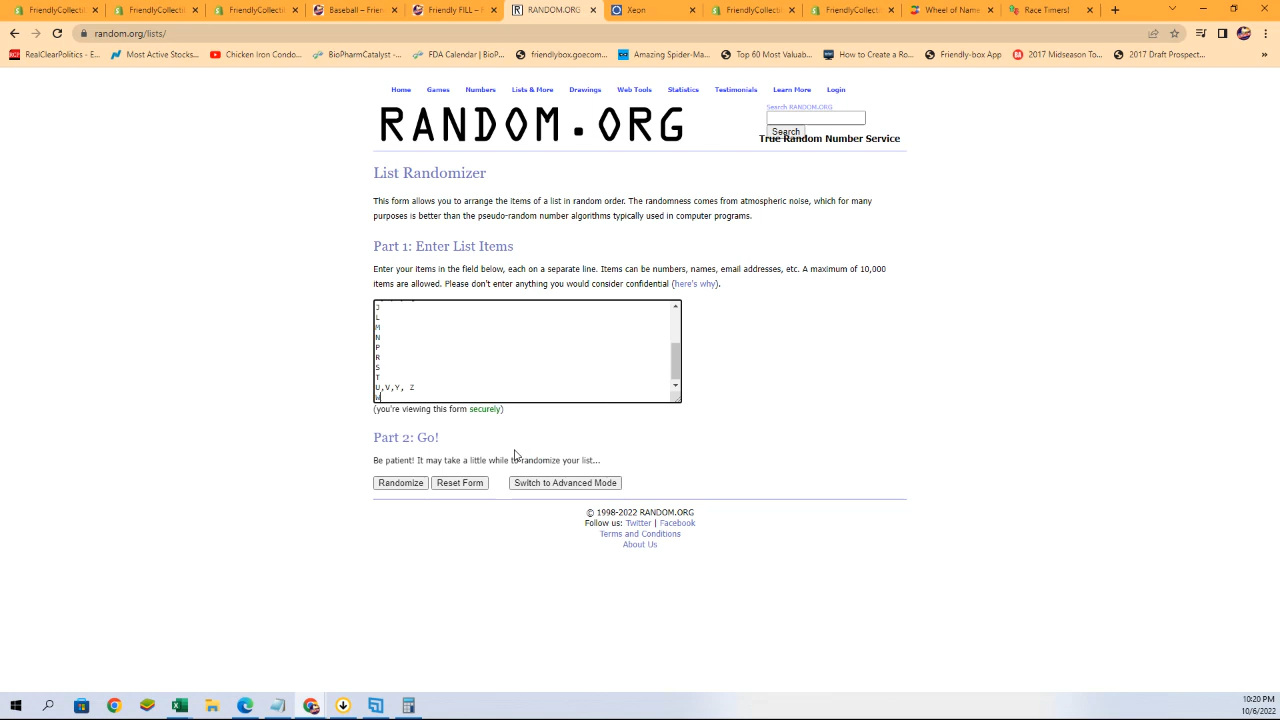 FriendlyCollecti
FriendlyCollecti
FriendlyCollecti
Baseball – Frien
Friendly FILL – F
RANDOM.ORG
Xeon
FriendlyCollecti
FriendlyCollecti
Wheel of Name
Race Timers!
random.org/lists/
RealClearPolitics - E...
Most Active Stocks...
Chicken Iron Condo...
BioPharmCatalyst -...
FDA Calendar | BioP...
friendlybox.goecom...
Amazing Spider-Ma...
Top 60 Most Valuab...
How to Create a Ro...
Friendly-box App
2017 Midseason To...
2017 Draft Prospect...
Home Games Numbers Lists & More Drawings Web Tools Statistics Testimonials Learn More Login
RANDOM.ORG
Search RANDOM.ORG
Search
True Random Number Service
List Randomizer
This form allows you to arrange the items of a list in random order. The randomness comes from atmospheric noise, which for many
purposes is better than the pseudo-random number algorithms typically used in computer programs.
Part 1: Enter List Items
Enter your items in the field below, each on a separate line. Items can be numbers, names, email addresses, etc. A maximum of 10,000
items are allowed. Please don't enter anything you would consider confidential (here's why).
J
L
M
N
P
R
S
T
U,V,Y, Z
W
(you're viewing this form securely)
Part 2: Go!
Be patient! It may take a little while to randomize your list...
Randomize Reset Form Switch to Advanced Mode
© 1998-2022 RANDOM.ORG
Follow us: Twitter | Facebook
Terms and Conditions
About Us
10:20 PM
10/6/2022